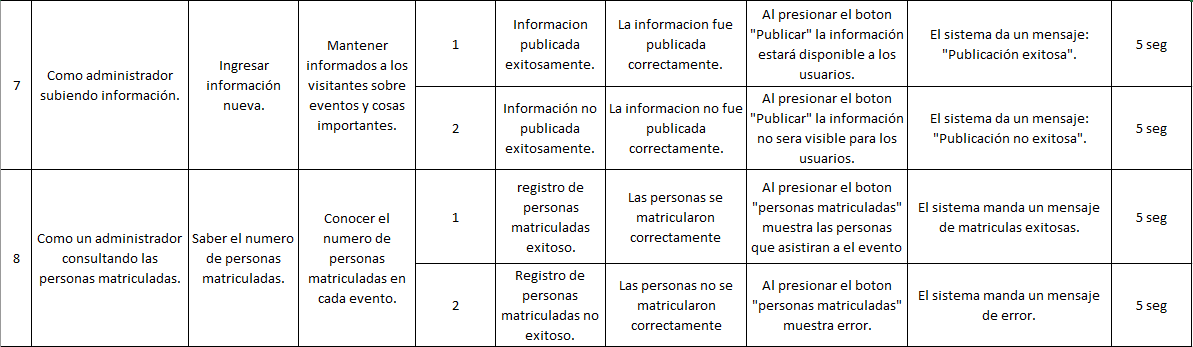 7
Como administrador
subiendo información.
Ingresar
información
nueva.
Mantener
informados a los
visitantes sobre
eventos y cosas
importantes.
1
Informacion
publicada
exitosamente.
La informacion fue
publicada
correctamente.
Al presionar el boton
"Publicar" la información
estará disponible a los
usuarios.
El sistema da un mensaje:
"Publicación exitosa".
5 seg
2
Información no
publicada
exitosamente.
La informacion no fue
publicada
correctamente.
Al presionar el boton
"Publicar" la información
no sera visible para los
usuarios.
El sistema da un mensaje:
"Publicación no exitosa".
5 seg
8
Como un administrador
consultando las
personas matriculadas.
Saber el numero
de personas
matriculadas.
Conocer el
numero de
personas
matriculadas en
cada evento.
1
registro de
personas
matriculadas
exitoso.
Las personas se
matricularon
correctamente
Al presionar el boton
"personas matriculadas"
muestra las personas
que asistiran a el evento
El sistema manda un mensaje
de matriculas exitosas.
5 seg
2
Registro de
personas
matriculadas no
exitoso.
Las personas no se
matricularon
correctamente
Al presionar el boton
"personas matriculadas"
muestra error.
El sistema manda un mensaje
de error.
5 seg